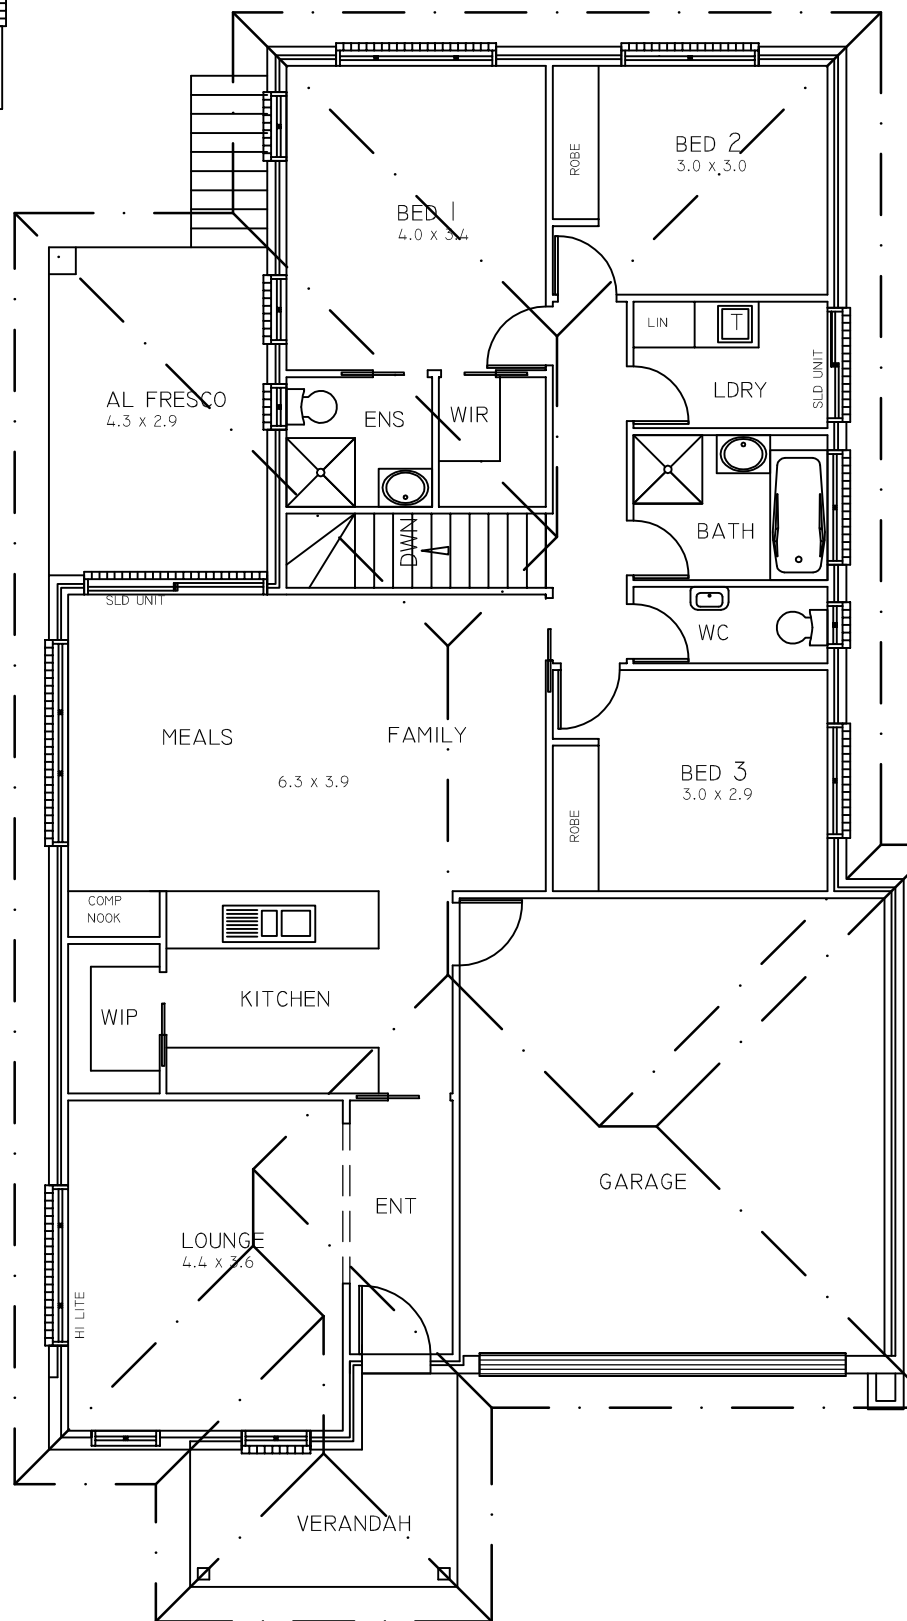 BED 2
3.0 x 3.0
ROBE
BED 1
4.0 x 3.4
LIN
T
SLD UNIT
LDRY
AL FRESCO
4.3 x 2.9
ENS
WIR
BATH
DWN
SLD UNIT
WC
MEALS
FAMILY
6.3 x 3.9
BED 3
3.0 x 2.9
ROBE
COMP
NOOK
KITCHEN
WIP
GARAGE
ENT
LOUNGE
4.4 x 3.6
HI LITE
VERANDAH